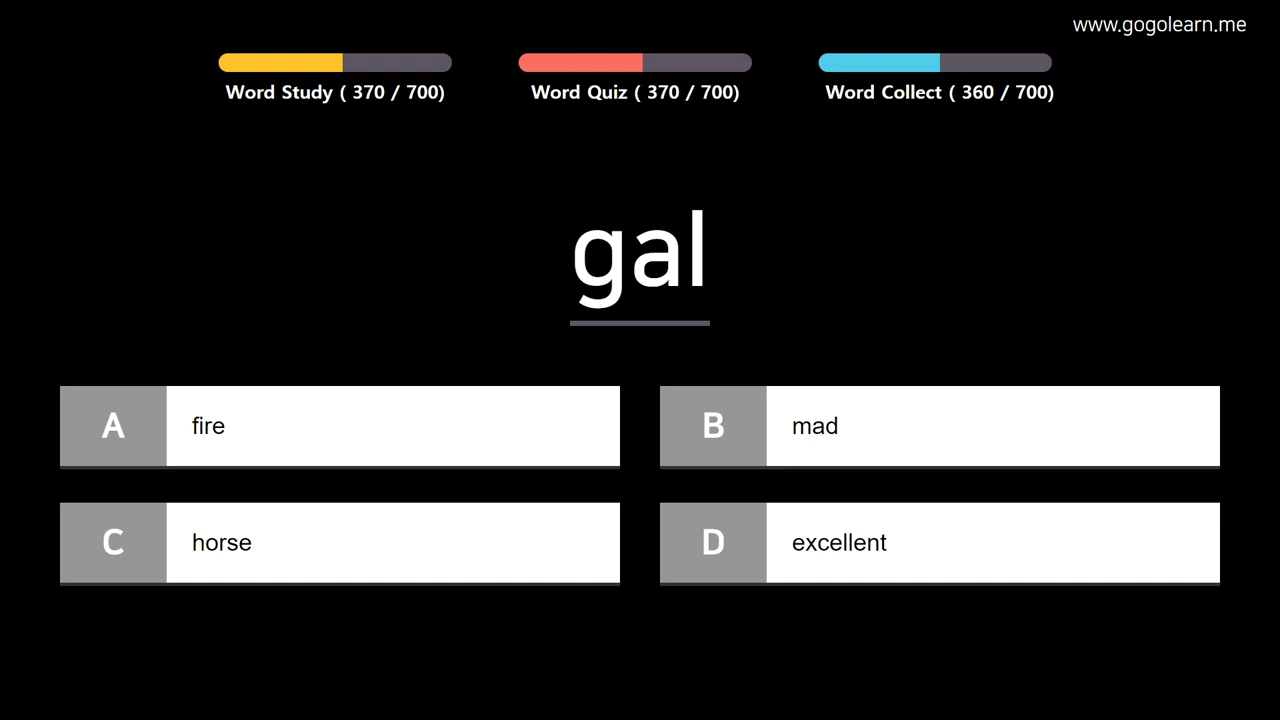 www.gogolearn.me
Word Study ( 370 / 700)
Word Quiz ( 370 / 700)
Word Collect ( 360 / 700)
gal
A fire
B mad
C horse
D excellent